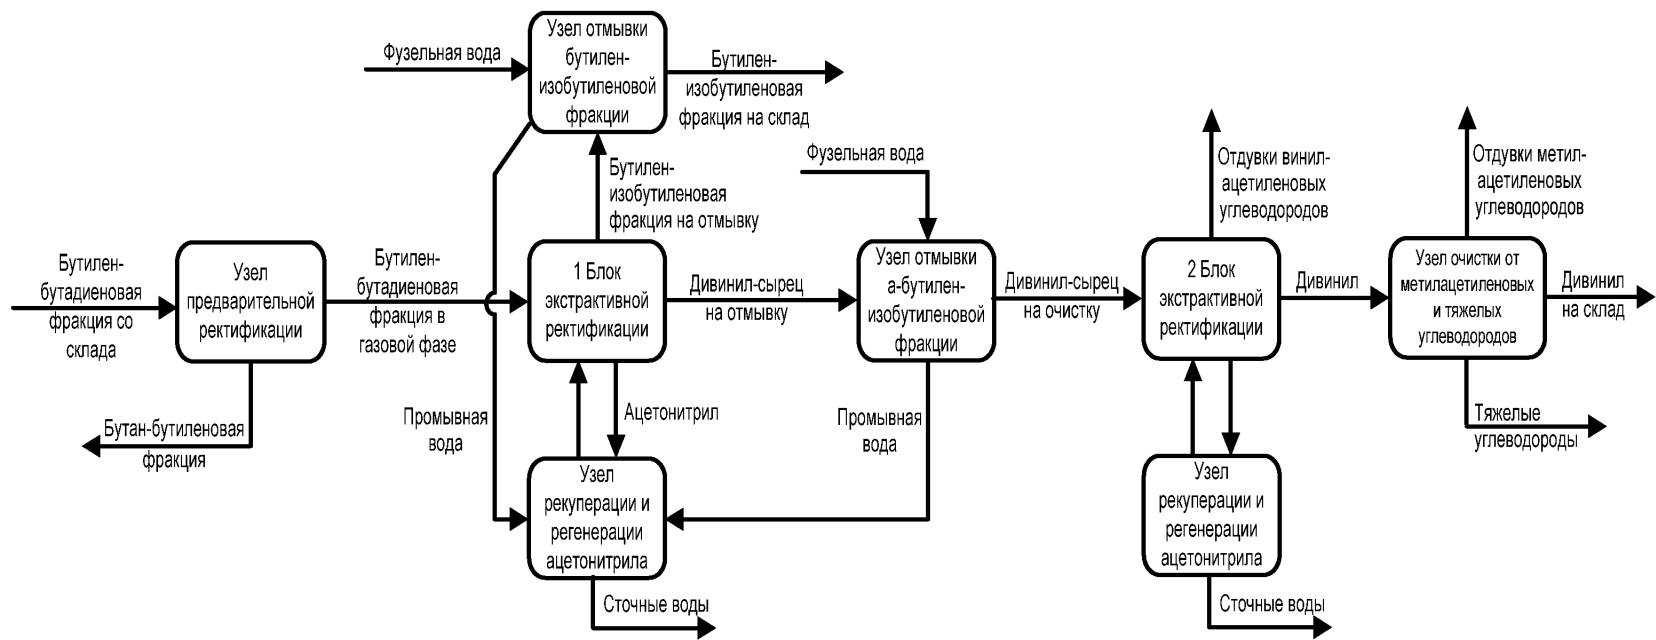 Узел отмывки
бутилен-
изобутиленовой
фракции
Фузельная вода
Бутилен-
изобутиленовая
фракция на склад
Бутилен-
изобутиленовая
фракция на отмывку
Фузельная вода
Отдувки винил-
ацетиленовых
углеводородов
Отдувки метил-
ацетиленовых
углеводородов
Бутилен-
бутадиеновая
фракция со
склада
Узел
предварительной
ректификации
Бутилен-
бутадиеновая
фракция в
газовой фазе
1 Блок
экстрактивной
ректификации
Дивинил-сырец
на отмывку
Узел отмывки
а-бутилен-
изобутиленовой
фракции
Дивинил-сырец
на очистку
2 Блок
экстрактивной
ректификации
Дивинил
Узел очистки от
метилацетиленовых
и тяжелых
углеводородов
Дивинил
на склад
Бутан-бутиленовая
фракция
Промывная
вода
Ацетонитрил
Промывная
вода
Тяжелые
углеводороды
Узел
рекуперации и
регенерации
ацетонитрила
Узел
рекуперации и
регенерации
ацетонитрила
Сточные воды
Сточные воды